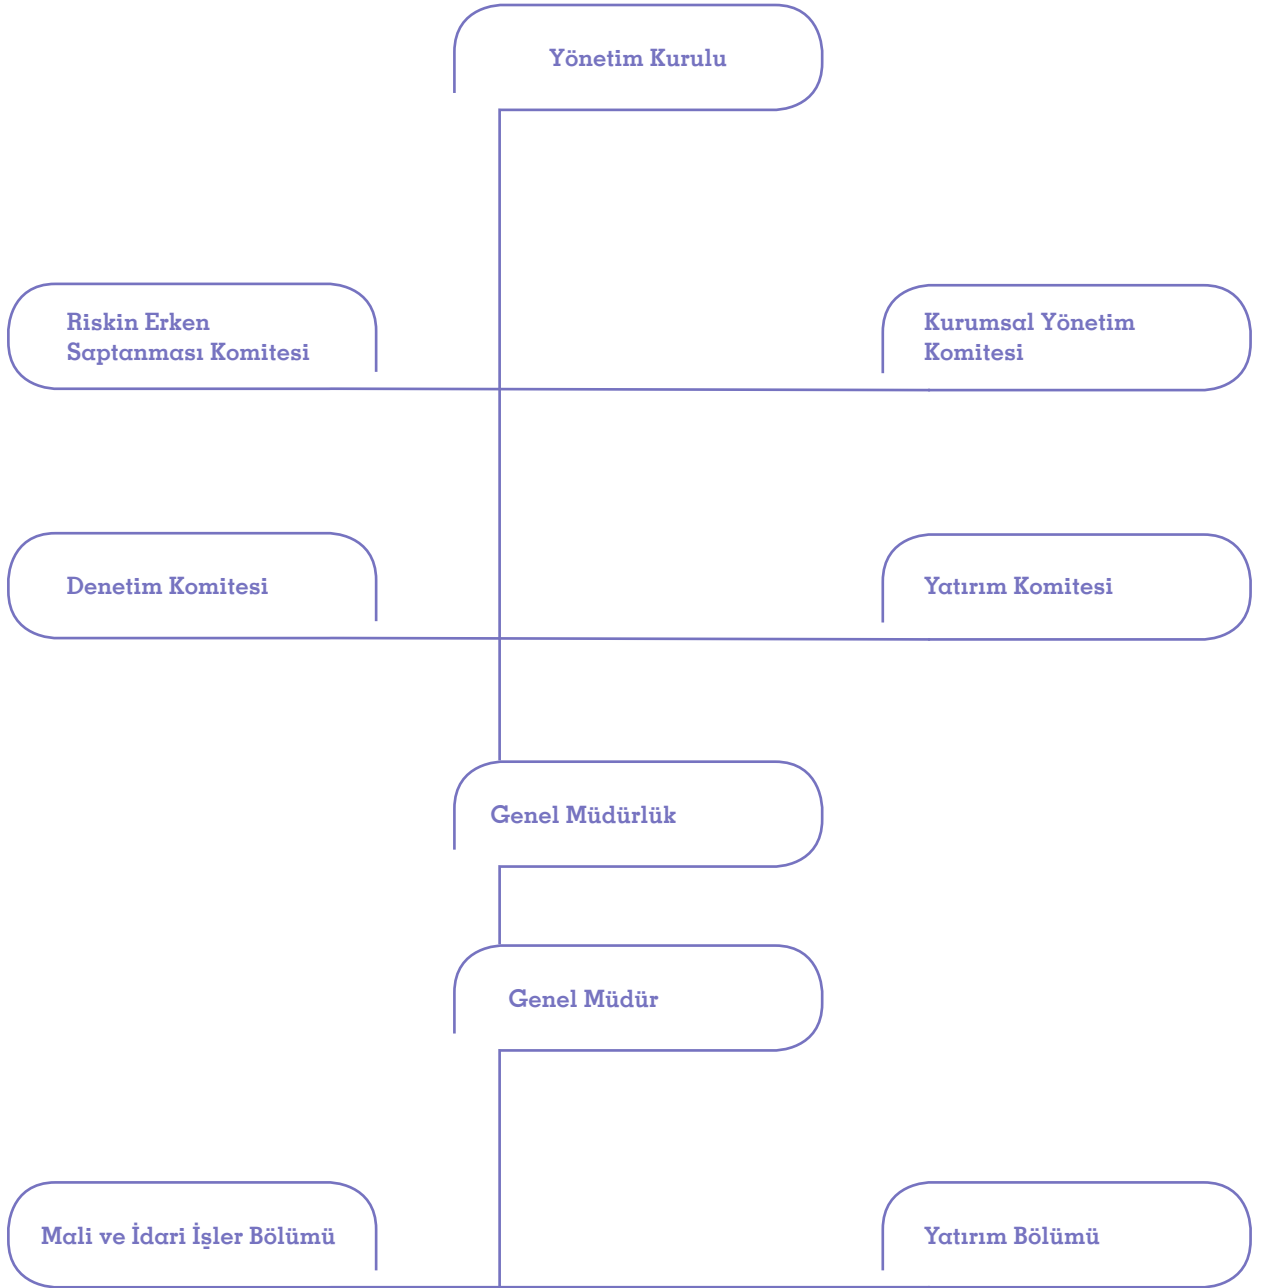 Yönetim Kurulu
Riskin Erken
Saptanması Komitesi
Kurumsal Yönetim
Komitesi
Denetim Komitesi
Yatırım Komitesi
Genel Müdürlük
Genel Müdür
Mali ve İdari İşler Bölümü
Yatırım Bölümü